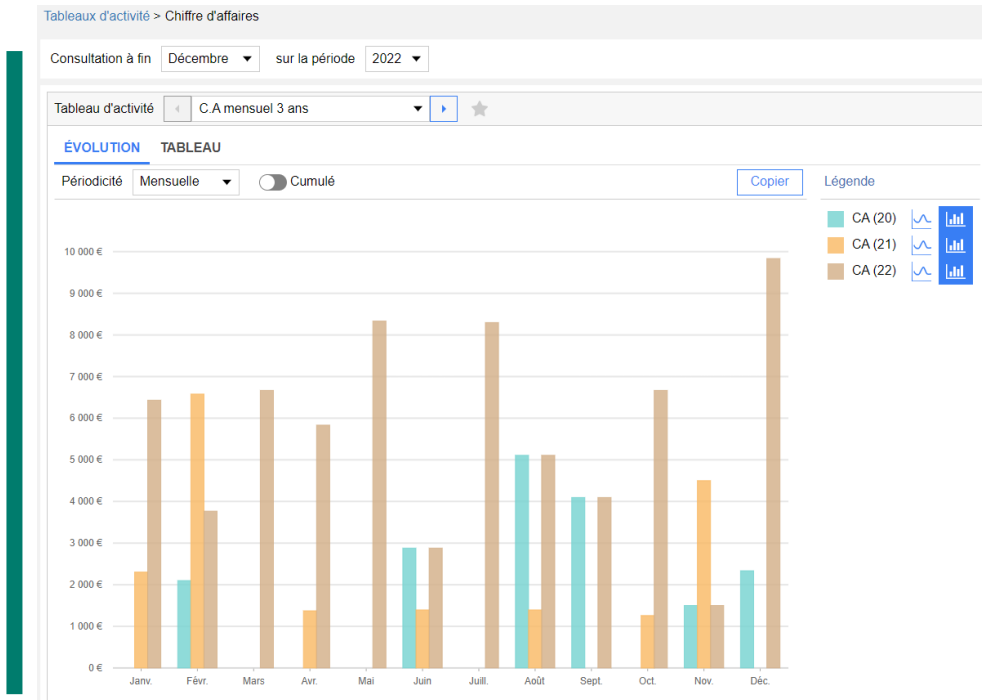 Tableaux d'activité > Chiffre d'affaires
Consultation à fin Décembre sur la période 2022
Tableau d'activité C.A mensuel 3 ans
ÉVOLUTION TABLEAU
Périodicité Mensuelle Cumulé Copier Légende
CA (20)
CA (21)
CA (22)
10 000 €
9 000 €
8 000 €
7 000 €
6 000 €
5 000 €
4 000 €
3 000 €
2 000 €
1 000 €
0 €
Janv. Févr. Mars Avr. Mai Juin Juill. Août Sept. Oct. Nov. Déc.